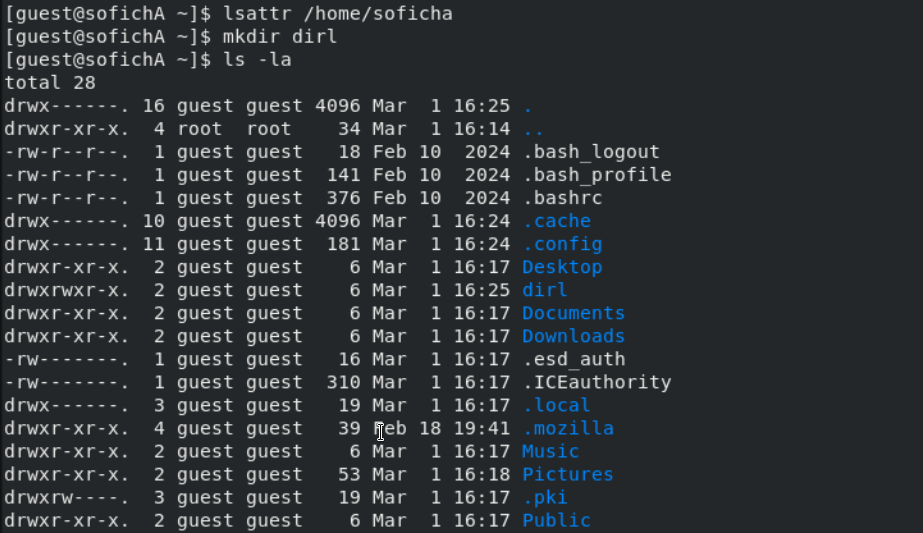 [guest@sofichA ~]$ lsattr /home/soficha
[guest@sofichA ~]$ mkdir dirl
[guest@sofichA ~]$ ls -la
total 28
drwx------. 16 guest guest 4096 Mar  1 16:25 .
drwxr-xr-x.  4 root  root    34 Mar  1 16:14 ..
-rw-r--r--.  1 guest guest   18 Feb 10  2024 .bash_logout
-rw-r--r--.  1 guest guest  141 Feb 10  2024 .bash_profile
-rw-r--r--.  1 guest guest  376 Feb 10  2024 .bashrc
drwx------. 10 guest guest 4096 Mar  1 16:24 .cache
drwx------. 11 guest guest  181 Mar  1 16:24 .config
drwxr-xr-x.  2 guest guest    6 Mar  1 16:17 Desktop
drwxrwxr-x.  2 guest guest    6 Mar  1 16:25 dirl
drwxr-xr-x.  2 guest guest    6 Mar  1 16:17 Documents
drwxr-xr-x.  2 guest guest    6 Mar  1 16:17 Downloads
-rw-------.  1 guest guest   16 Mar  1 16:17 .esd_auth
-rw-------.  1 guest guest  310 Mar  1 16:17 .ICEauthority
drwx------.  3 guest guest   19 Mar  1 16:17 .local
drwxr-xr-x.  4 guest guest   39 Feb 18 19:41 .mozilla
drwxr-xr-x.  2 guest guest    6 Mar  1 16:17 Music
drwxr-xr-x.  2 guest guest   53 Mar  1 16:18 Pictures
drwxrw----.  3 guest guest   19 Mar  1 16:17 .pki
drwxr-xr-x.  2 guest guest    6 Mar  1 16:17 Public